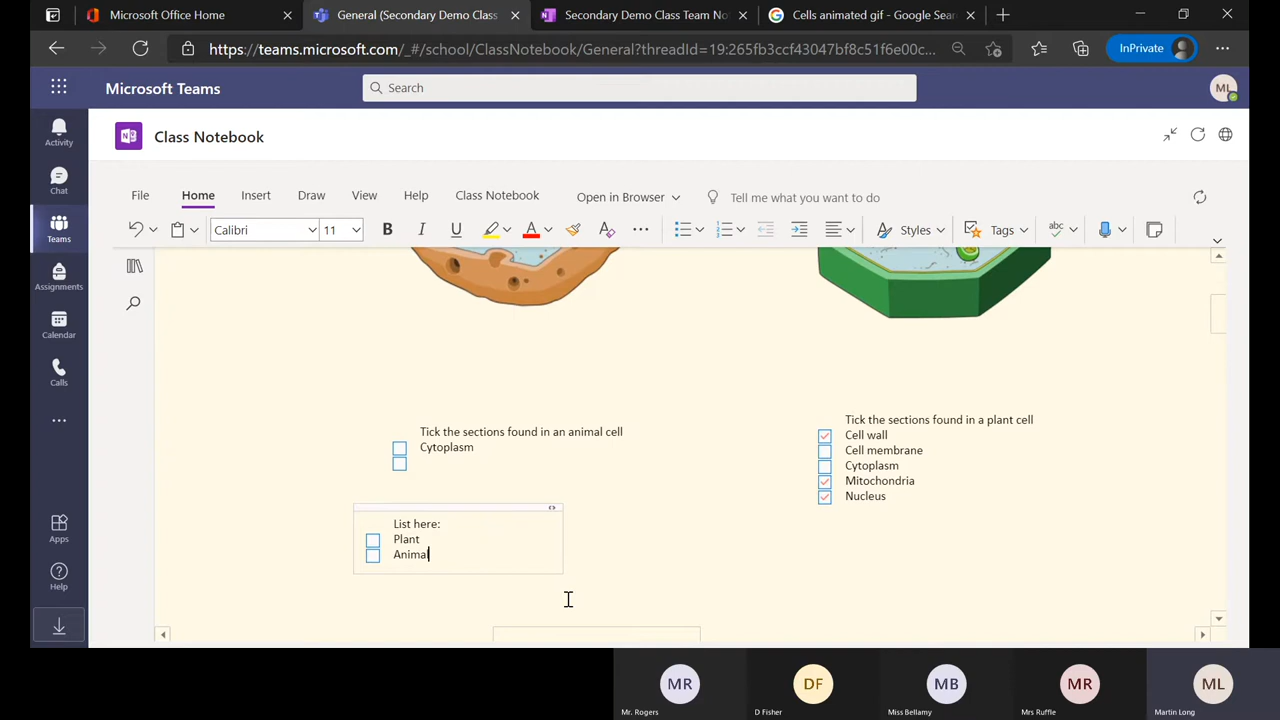 Microsoft Office Home
General (Secondary Demo Class
Secondary Demo Class Team No
Cells animated gif - Google Sear
https://teams.microsoft.com/_#/school/ClassNotebook/General?threadId=19:265fb3ccf43047bf8c51f6e00c...
InPrivate
Microsoft Teams
Search
ML
Activity
Chat
Teams
Assignments
Calendar
Calls
Apps
Help
Class Notebook
File Home Insert Draw View Help Class Notebook Open in Browser Tell me what you want to do
Calibri 11 B I U A A Styles Tags abc
Tick the sections found in an animal cell
Cytoplasm
Tick the sections found in a plant cell
Cell wall
Cell membrane
Cytoplasm
Mitochondria
Nucleus
List here:
Plant
Animal
MR DF MB MR ML
Mr. Rogers D Fisher Miss Bellamy Mrs Ruffle Martin Long